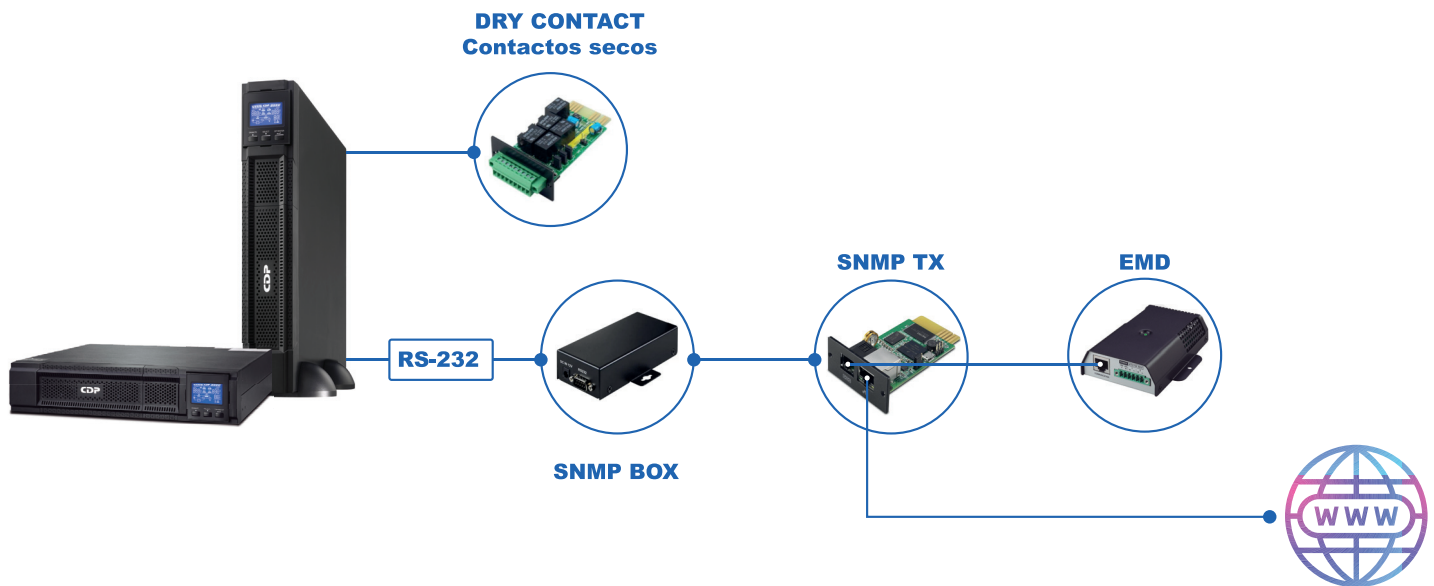 DRY CONTACT
Contactos secos
CDP
CDP
RS-232
SNMP BOX
SNMP TX
EMD
WWW